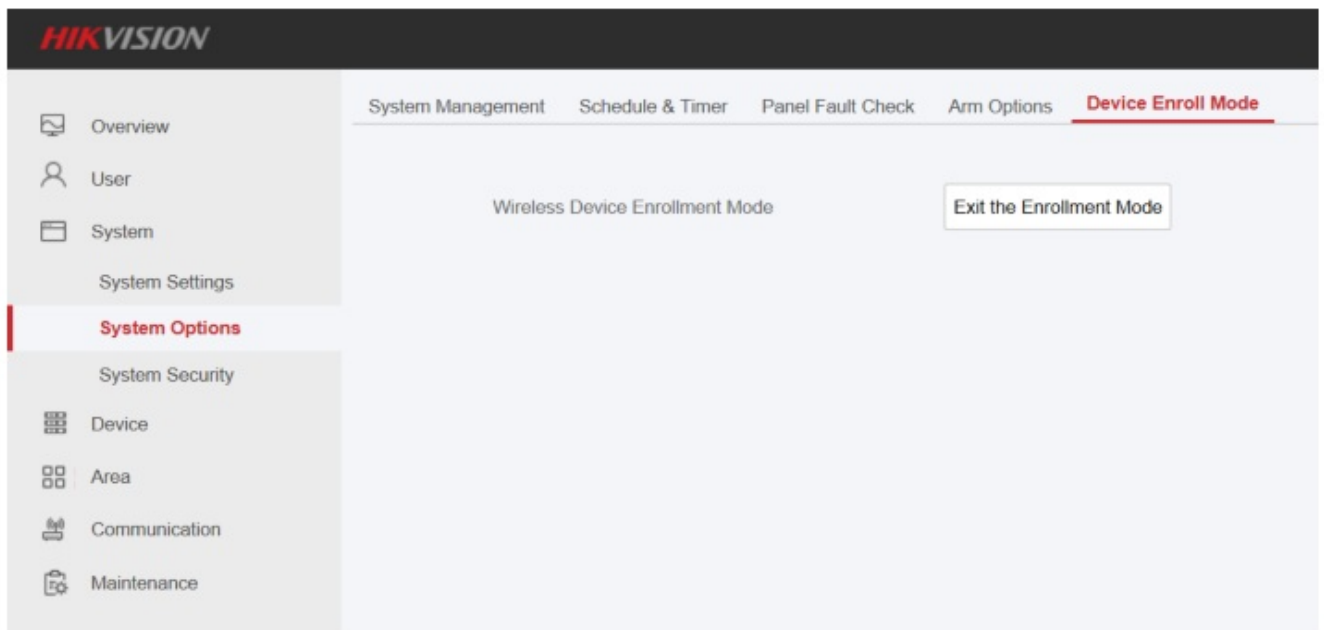 HIKVISION
System Management Schedule & Timer Panel Fault Check Arm Options Device Enroll Mode
Overview
User
Wireless Device Enrollment Mode Exit the Enrollment Mode
System
System Settings
System Options
System Security
Device
Area
Communication
Maintenance